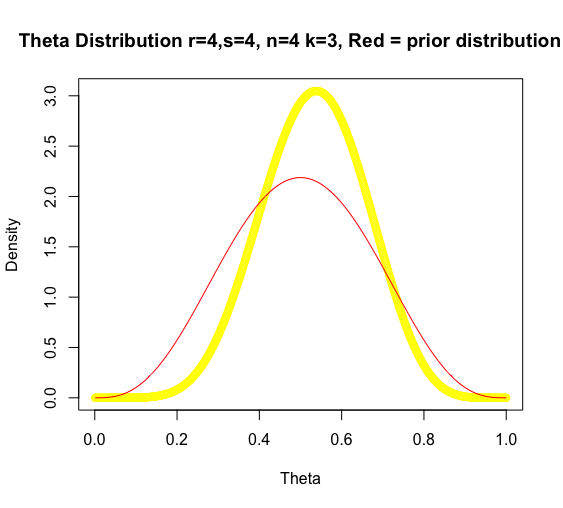 Theta Distribution r=4,s=4, n=4 k=3, Red = prior distribution
Density
3.0
2.5
2.0
1.5
1.0
0.5
0.0
0.0 0.2 0.4 0.6 0.8 1.0
Theta